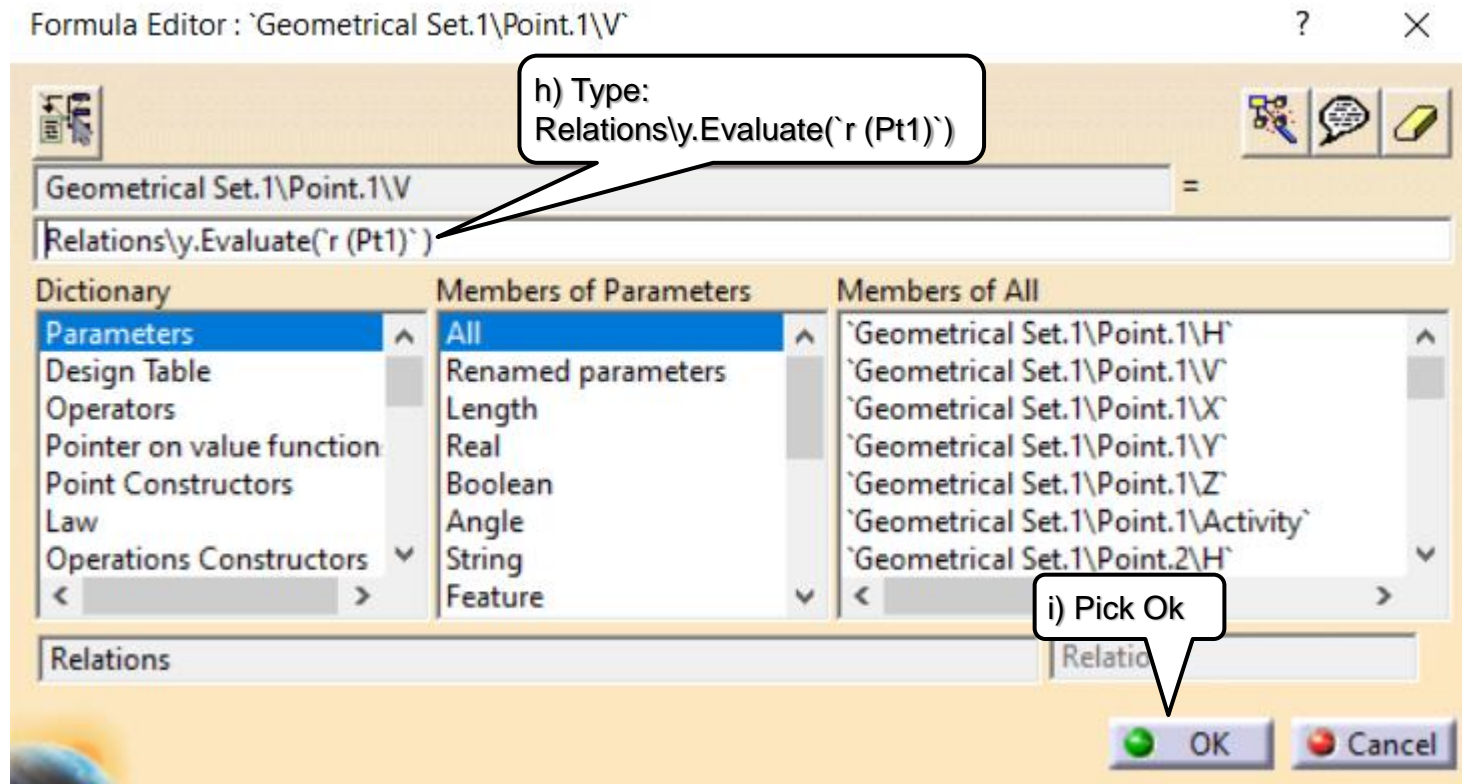 Formula Editor : `Geometrical Set.1\Point.1\V`
?
h) Type:
Relations\y.Evaluate(`r (Pt1)`)
Geometrical Set.1\Point.1\V
=
Relations\y.Evaluate(`r (Pt1)` )
Dictionary
Members of Parameters
Members of All
Parameters
Design Table
Operators
Pointer on value function
Point Constructors
Law
Operations Constructors
All
Renamed parameters
Length
Real
Boolean
Angle
String
Feature
`Geometrical Set.1\Point.1\H`
`Geometrical Set.1\Point.1\V`
`Geometrical Set.1\Point.1\X`
`Geometrical Set.1\Point.1\Y`
`Geometrical Set.1\Point.1\Z`
`Geometrical Set.1\Point.1\Activity`
`Geometrical Set.1\Point.2\H`
i) Pick Ok
Relations
OK
Cancel